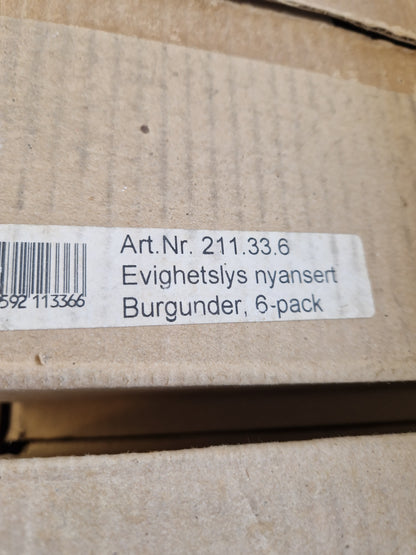 Art.Nr. 211.33.6
Evighetslys nyansert
592 113366
Burgunder, 6-pack